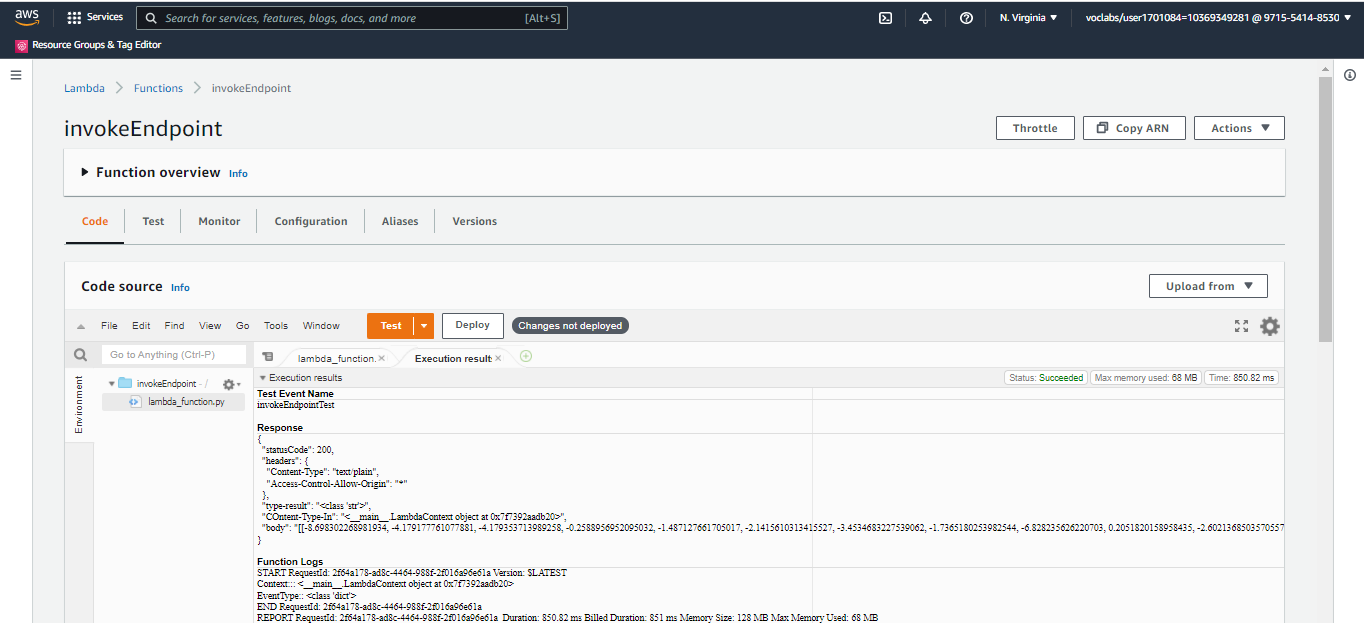 aws Services Search for services, features, blogs, docs, and more [Alt+S] N. Virginia voclabs/user1701084=10369349281 @ 9715-5414-8530
Resource Groups & Tag Editor
Lambda Functions invokeEndpoint
invokeEndpoint
Throttle Copy ARN Actions
Function overview Info
Code Test Monitor Configuration Aliases Versions
Code source Info Upload from
File Edit Find View Go Tools Window Test Deploy Changes not deployed
Go to Anything (Ctrl-P) lambda_function. Execution result
Environment
invokeEndpoint - /
lambda_function.py
Execution results Status: Succeeded Max memory used: 68 MB Time: 850.82 ms
Test Event Name
invokeEndpointTest
Response
{
"statusCode": 200,
"headers": {
"Content-Type": "text/plain",
"Access-Control-Allow-Origin": "*"
},
"type-result": "<class 'str'>",
"COntent-Type-In": "<__main__.LambdaContext object at 0x7f7392aadb20>",
"body": "[[-8.698302268981934, -4.179177761077881, -4.179353713989258, -0.2588956952095032, -1.487127661705017, -2.1415610313415527, -3.4534683227539062, -1.7365180253982544, -6.828235626220703, 0.2051820158958435, -2.602136850357055
}
Function Logs
START RequestId: 2f64a178-ad8c-4464-988f-2f016a96e61a Version: $LATEST
Context::: <__main__.LambdaContext object at 0x7f7392aadb20>
EventType:: <class 'dict'>
END RequestId: 2f64a178-ad8c-4464-988f-2f016a96e61a
REPORT RequestId: 2f64a178-ad8c-4464-988f-2f016a96e61a Duration: 850.82 ms Billed Duration: 851 ms Memory Size: 128 MB Max Memory Used: 68 MB